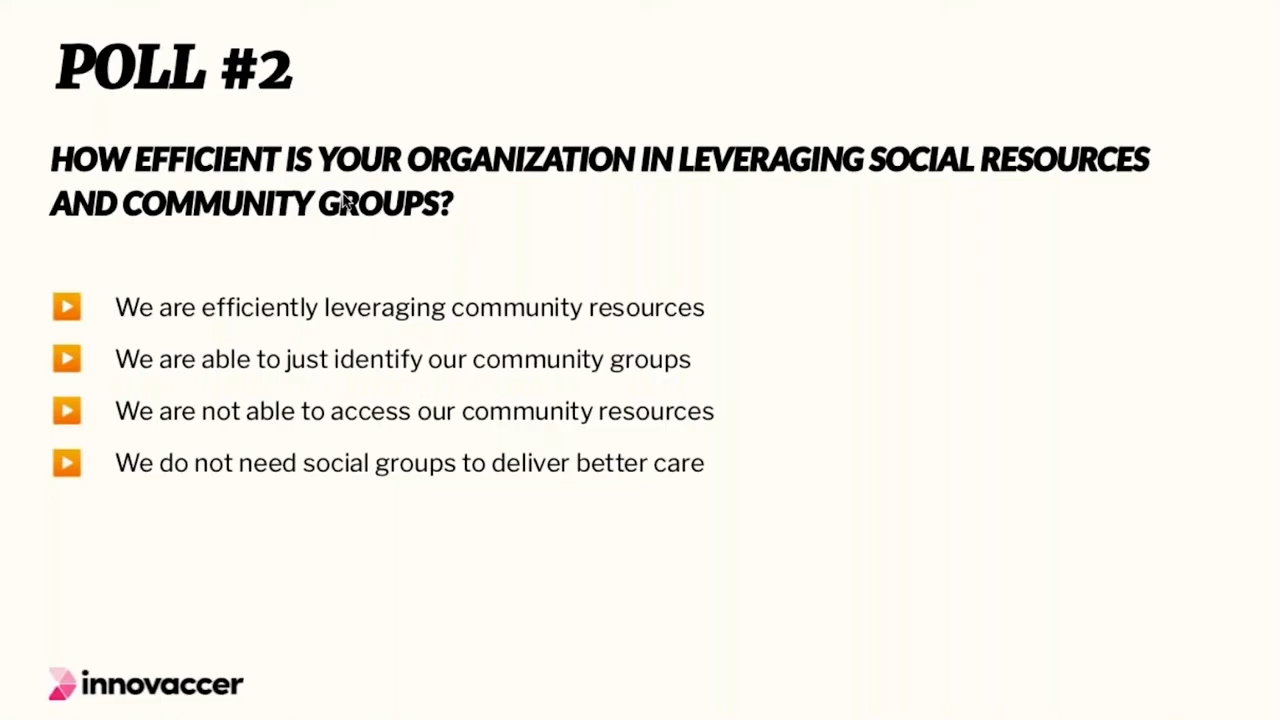 POLL #2
HOW EFFICIENT IS YOUR ORGANIZATION IN LEVERAGING SOCIAL RESOURCES
AND COMMUNITY GROUPS?
We are efficiently leveraging community resources
We are able to just identify our community groups
We are not able to access our community resources
We do not need social groups to deliver better care
innovaccer